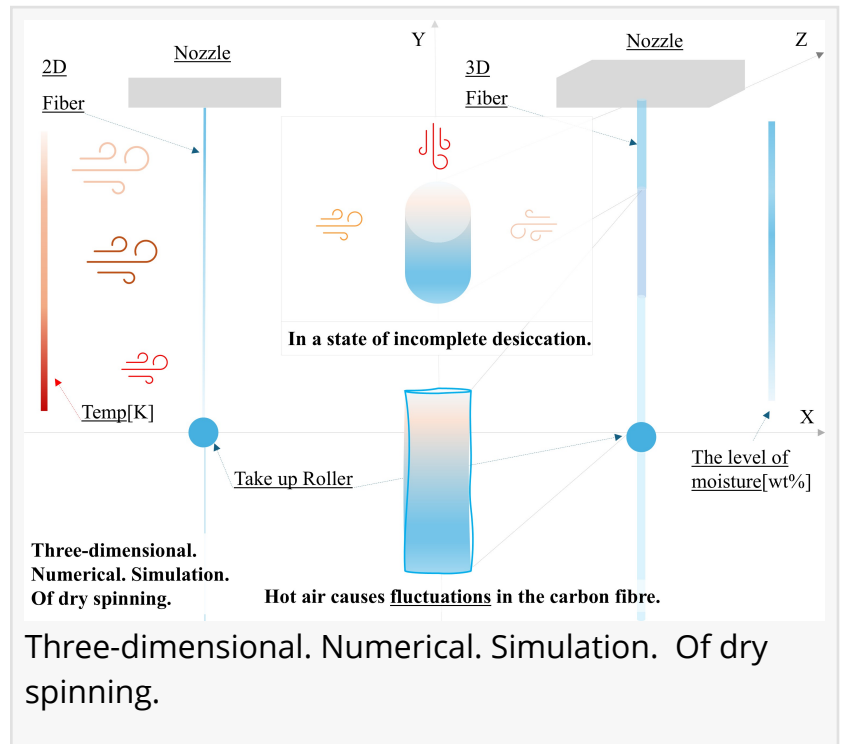 Y
Nozzle
Z
Nozzle
2D
3D
Fiber
Fiber
In a state of incomplete desiccation.
Temp[K]
X
The level of
moisture[wt%]
Take up Roller
Three-dimensional.
Numerical. Simulation.
Of dry spinning.
Hot air causes fluctuations in the carbon fibre.
Three-dimensional. Numerical. Simulation.  Of dry
spinning.